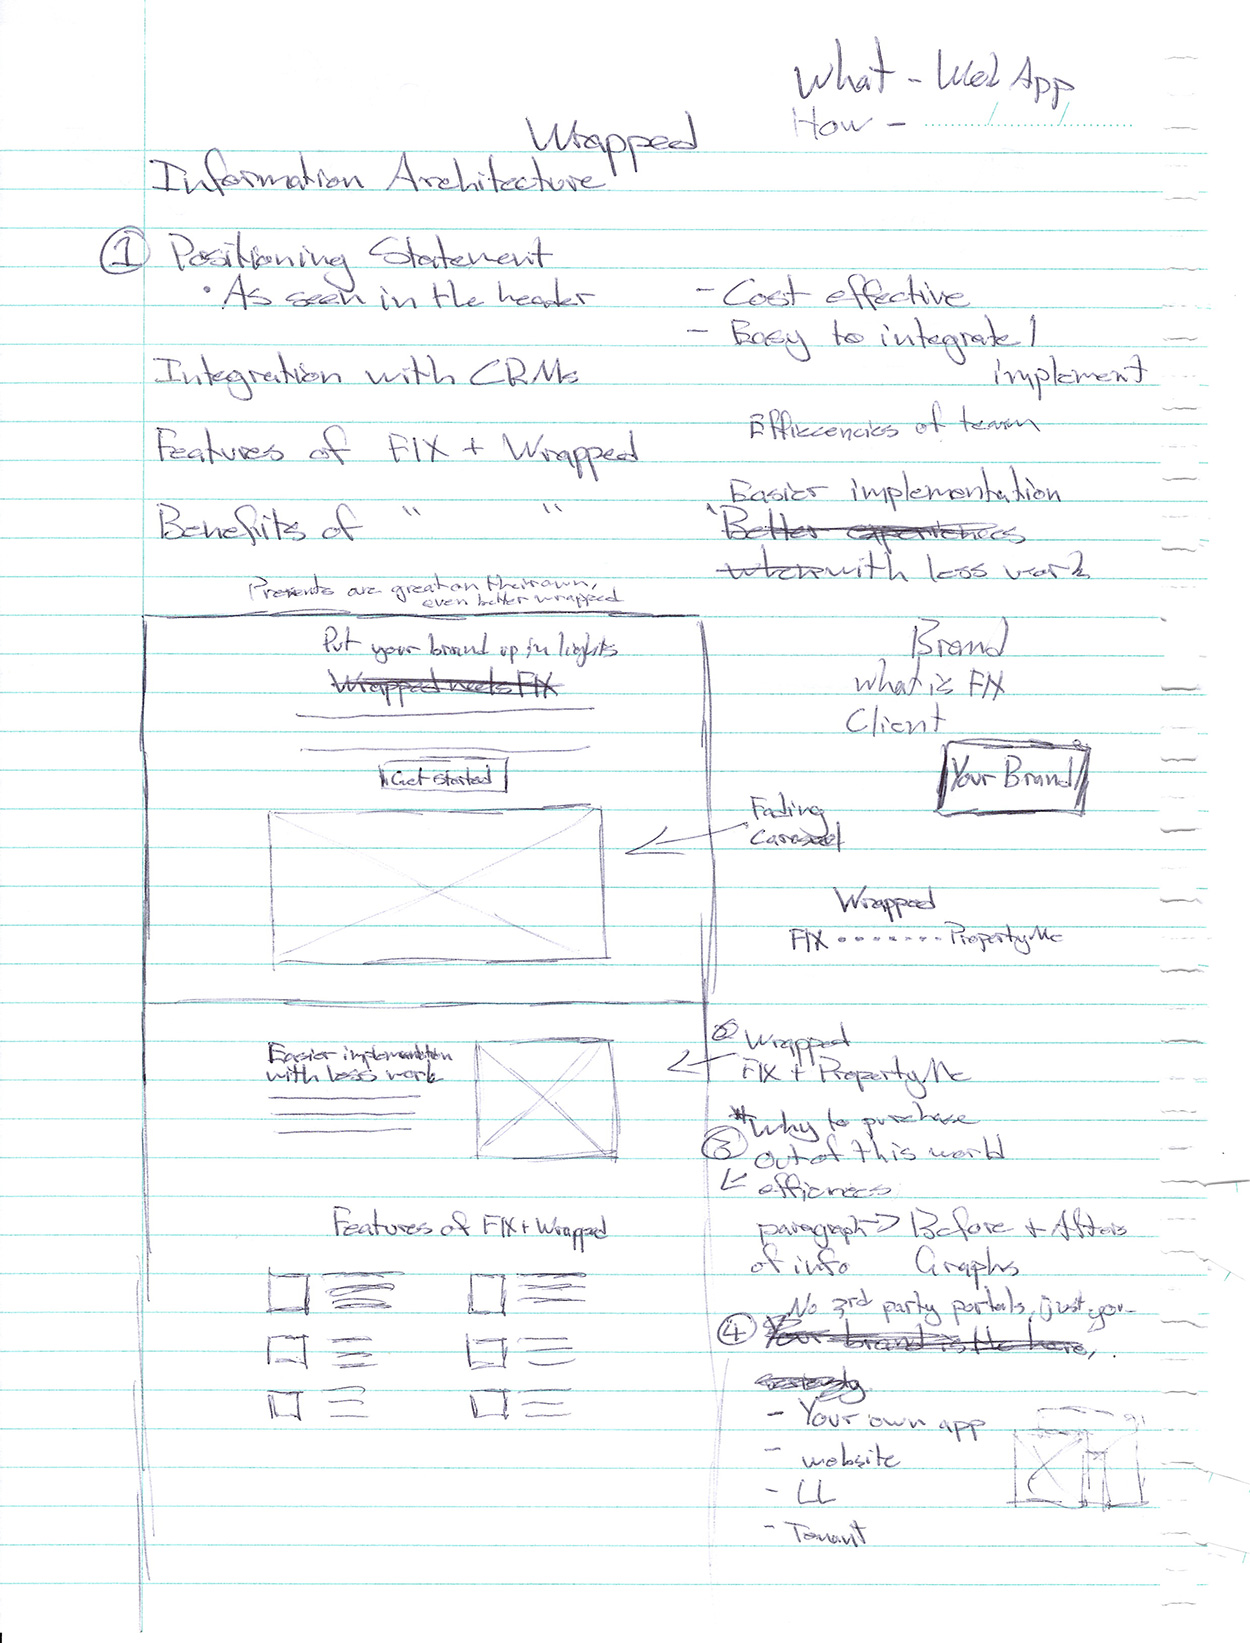 What - Web App
How -
Wrapped
Information Architecture
① Positioning Statement
• As seen in the header
- Cost effective
- Easy to integrate /
implement
Integration with CRMs
Efficcencies of team
Features of FIX + Wrapped
Easier implementation
Benefits of " "
Better experiences
when with less work
Presents are great on their own,
even better wrapped
Put your brand up in lights
Wrapped meets FIX
Get Started
Brand
what is FIX
Client
Your Brand
Fading
Carousel
Wrapped
FIX PropertyMe
Easier implementation
with less work
② Wrapped
FIX + PropertyMe
* Why to purchase
③ out of this world
efficiences
paragraph -> Before + Afters
of info Graphs
Features of FIX + Wrapped
No 3rd party portals, just you
④ Your brand is the hero,
seriously
- Your own app
- website
- LL
- Tenant